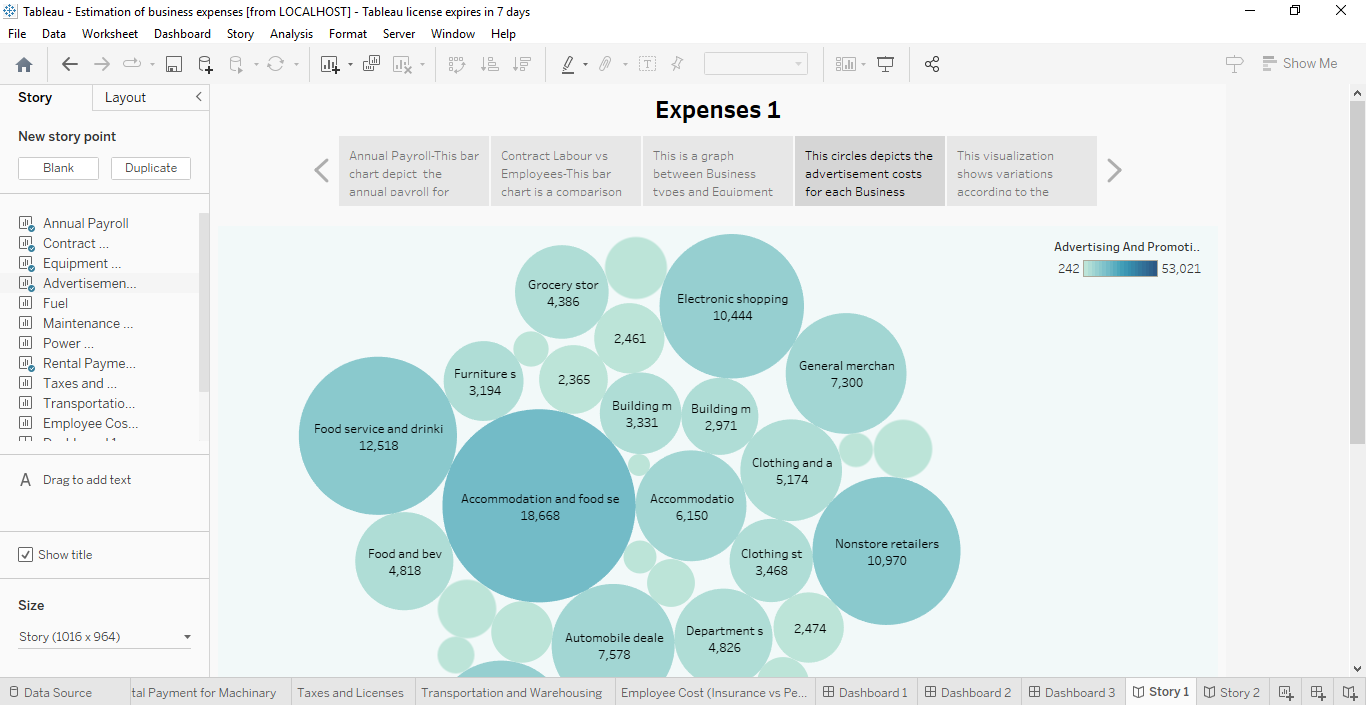 Tableau - Estimation of business expenses [from LOCALHOST] - Tableau license expires in 7 days
File Data Worksheet Dashboard Story Analysis Format Server Window Help
Show Me
Story Layout
New story point
Blank Duplicate
Annual Payroll
Contract ...
Equipment ...
Advertisemen...
Fuel
Maintenance ...
Power ...
Rental Payme...
Taxes and ...
Transportatio...
Employee Cos...
A Drag to add text
Show title
Size
Story (1016 x 964)
Expenses 1
Annual Payroll-This bar
chart depict the
annual payroll for
Contract Labour vs
Employees-This bar
chart is a comparison
This is a graph
between Business
types and Equipment
This circles depicts the
advertisement costs
for each Business
This visualization
shows variations
according to the
Advertising And Promoti..
242 53,021
Grocery stor
4,386
Electronic shopping
10,444
2,461
General merchan
7,300
Furniture s
3,194
2,365
Building m
3,331
Building m
2,971
Food service and drinki
12,518
Clothing and a
5,174
Accommodation and food se
18,668
Accommodatio
6,150
Nonstore retailers
10,970
Food and bev
4,818
Clothing st
3,468
Automobile deale
7,578
Department s
4,826
2,474
Data Source tal Payment for Machinary Taxes and Licenses Transportation and Warehousing Employee Cost (Insurance vs Pe... Dashboard 1 Dashboard 2 Dashboard 3 Story 1 Story 2